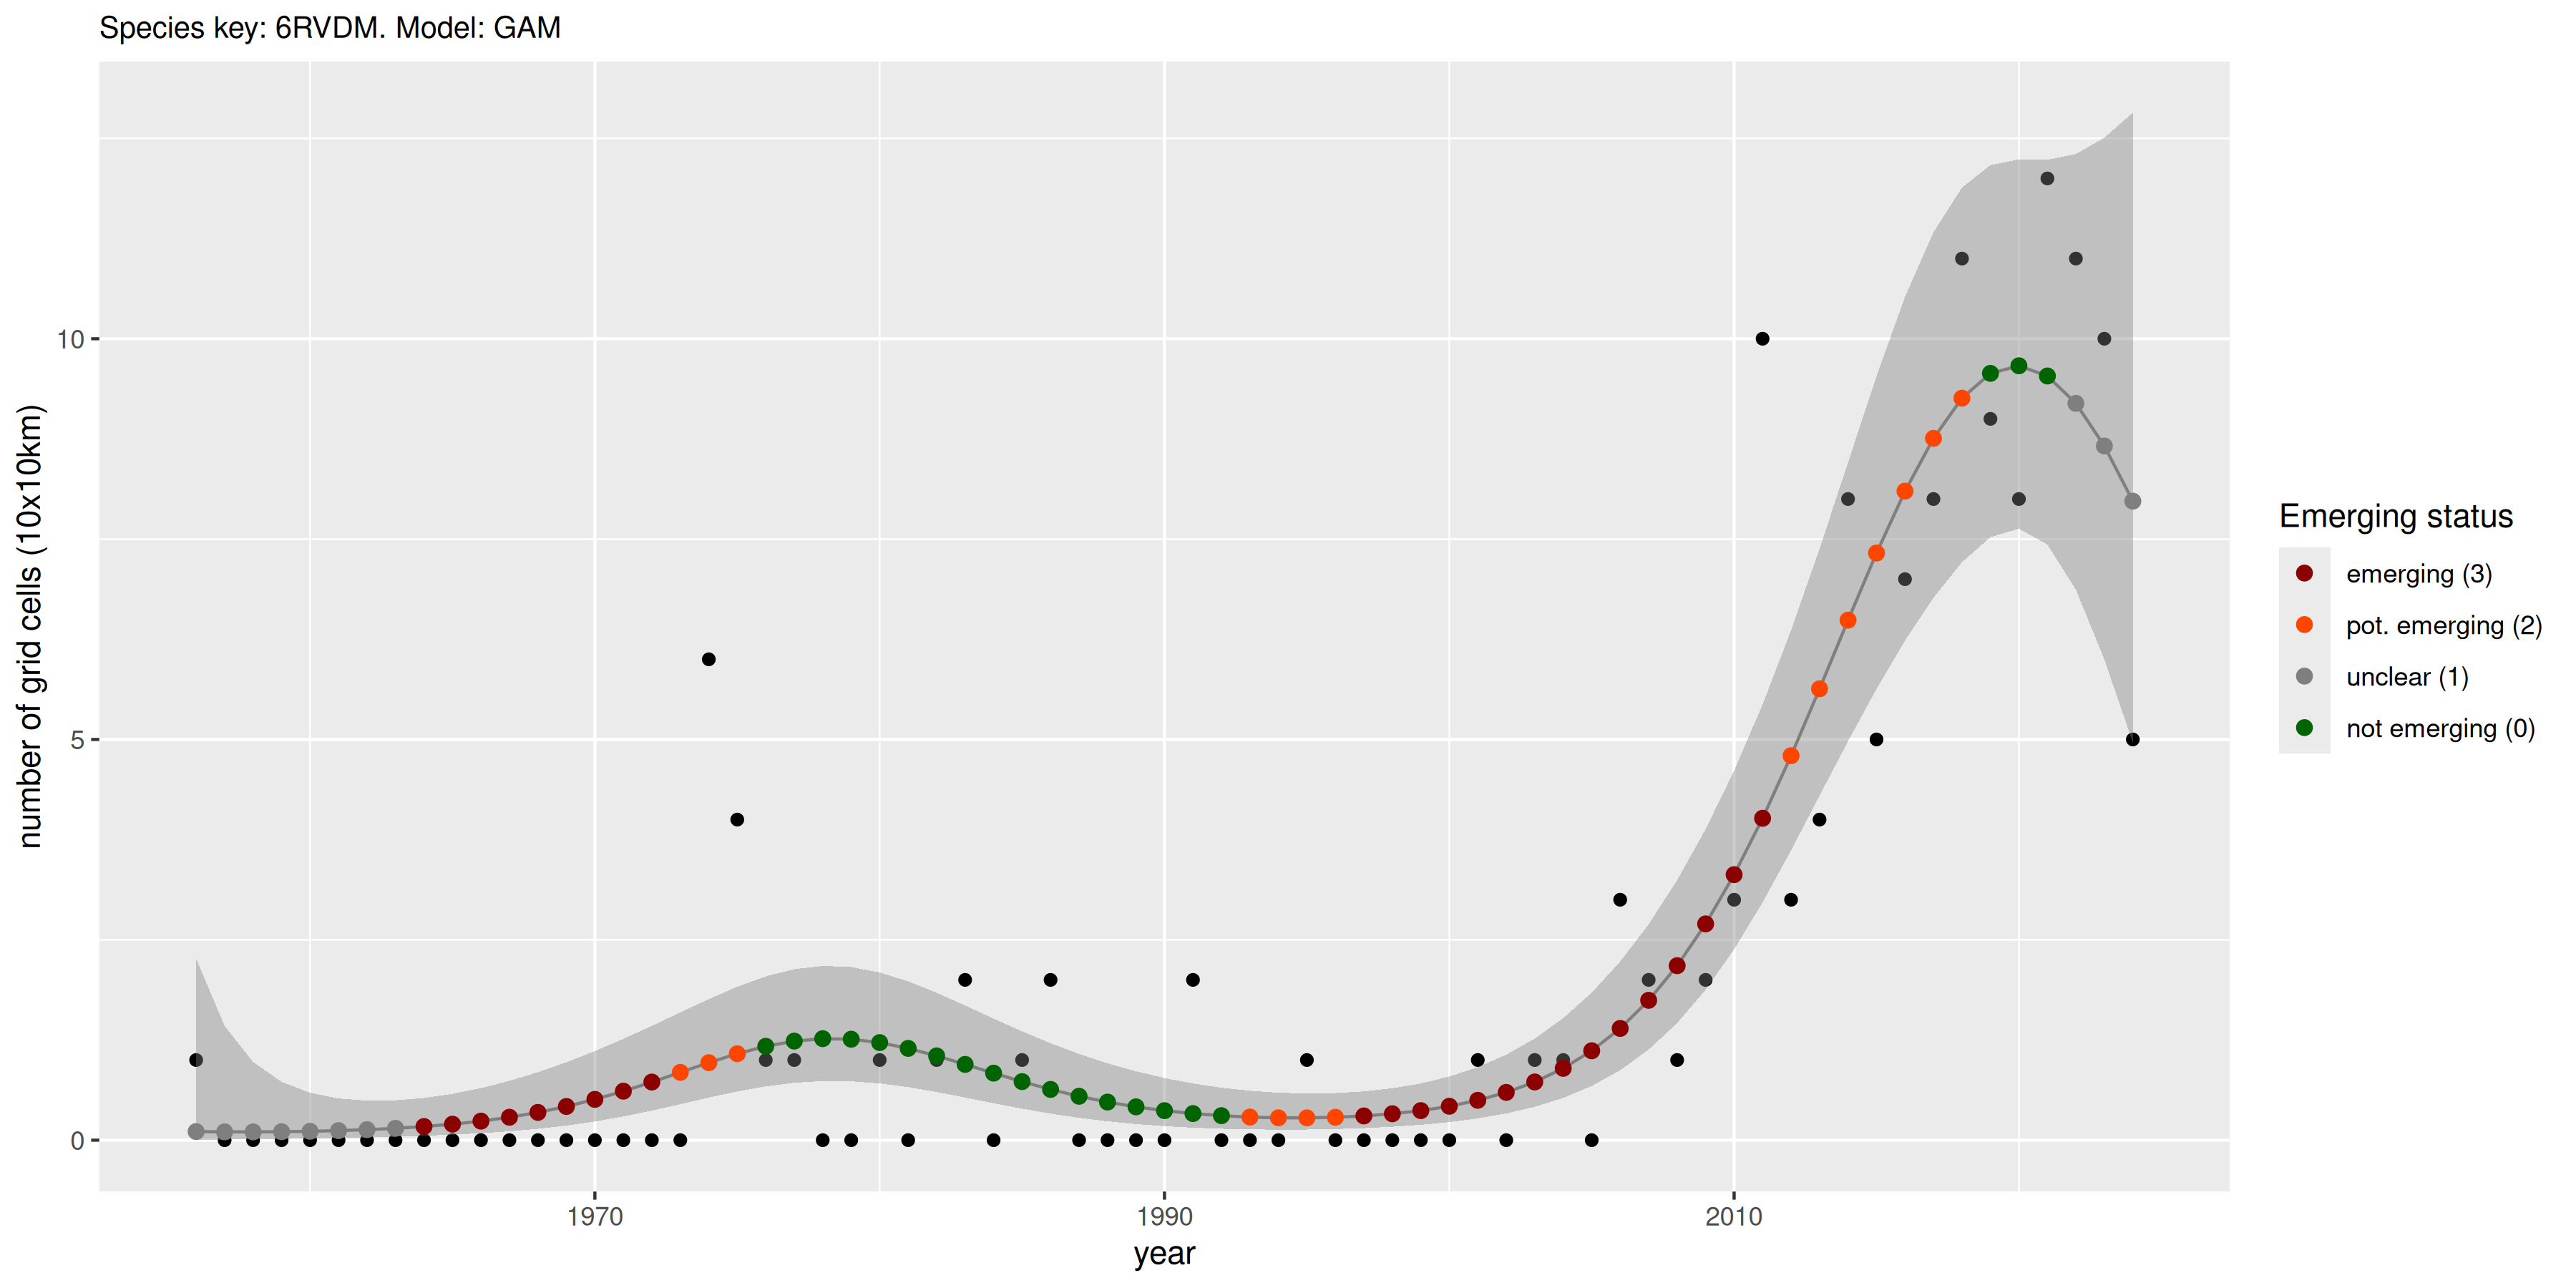 Species key: 6RVDM. Model: GAM
number of grid cells (10x10km)
10
5
0
1970
1990
2010
year
Emerging status
emerging (3)
pot. emerging (2)
unclear (1)
not emerging (0)